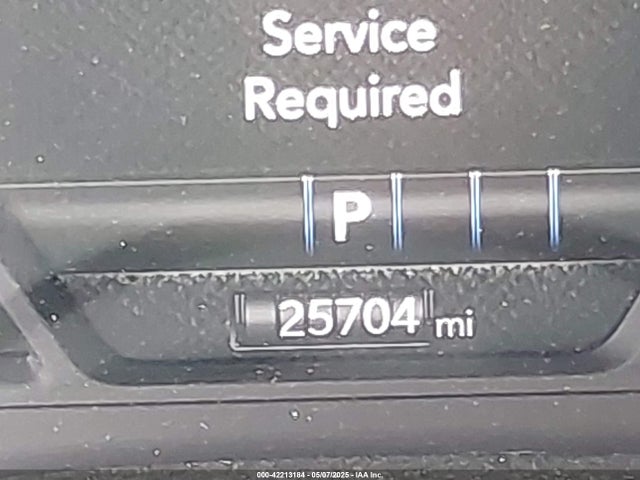 Service
Required
P
25704 mi
000-42213184 - 05/07/2025 - IAA Inc.